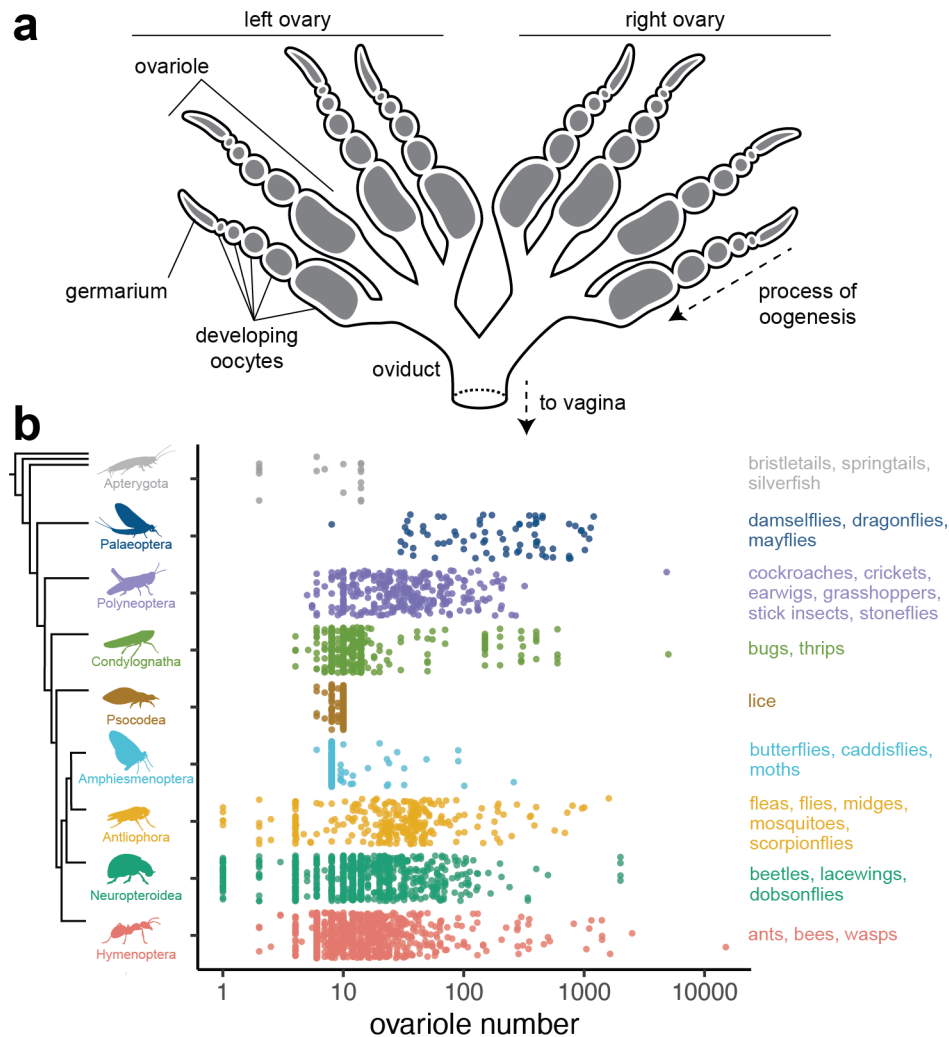 a
left ovary
right ovary
ovariole
germarium
developing
oocytes
process of
oogenesis
oviduct
to vagina
b
Apterygota
bristletails, springtails,
silverfish
Palaeoptera
damselflies, dragonflies,
mayflies
Polyneoptera
cockroaches, crickets,
earwigs, grasshoppers,
stick insects, stoneflies
Condylognatha
bugs, thrips
Psocodea
lice
Amphiesmenoptera
butterflies, caddisflies,
moths
Antliophora
fleas, flies, midges,
mosquitoes,
scorpionflies
Neuropteroidea
beetles, lacewings,
dobsonflies
Hymenoptera
ants, bees, wasps
1 10 100 1000 10000
ovariole number